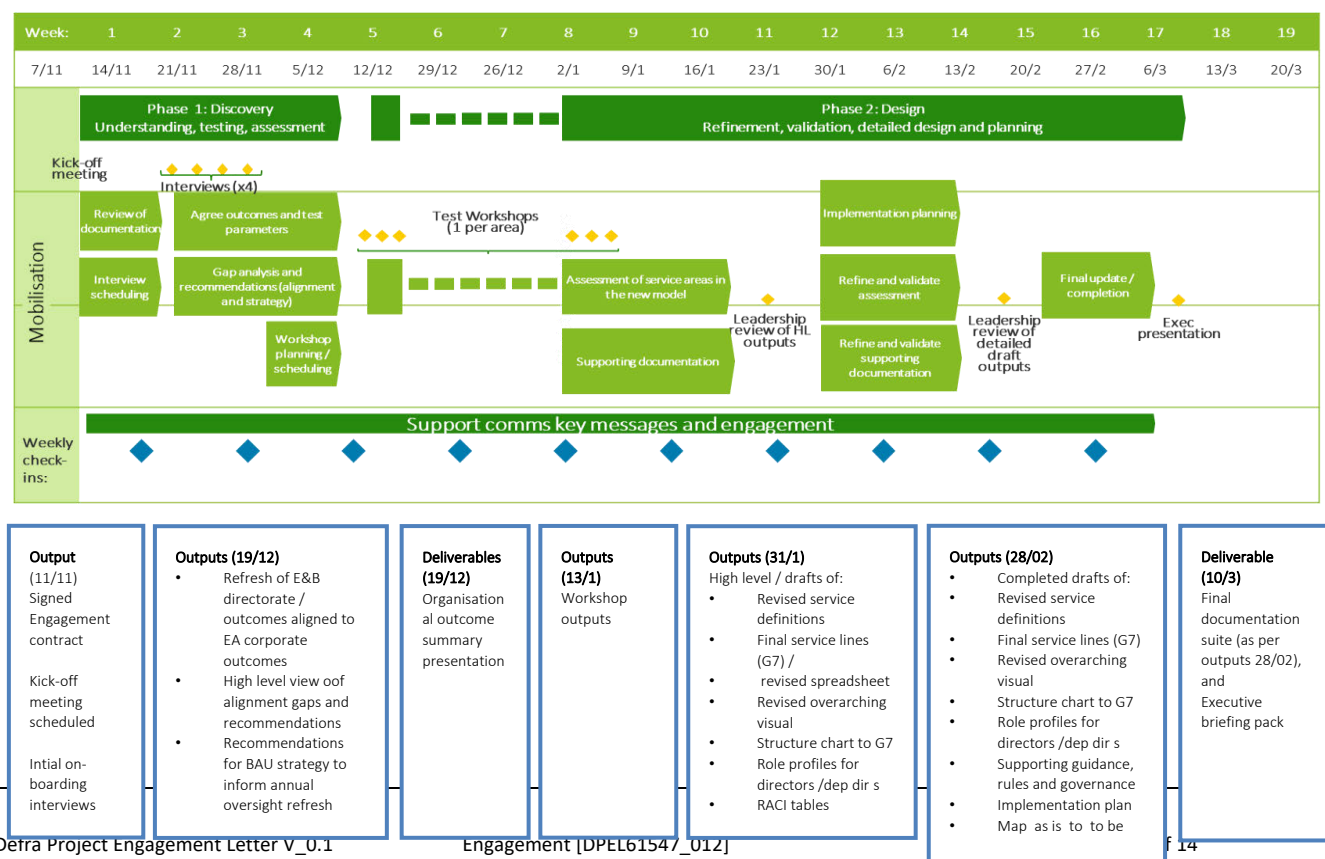 Week: 1 2 3 4 5 6 7 8 9 10 11 12 13 14 15 16 17 18 19
7/11 14/11 21/11 28/11 5/12 12/12 29/12 26/12 2/1 9/1 16/1 23/1 30/1 6/2 13/2 20/2 27/2 6/3 13/3 20/3
Phase 1: Discovery
Understanding, testing, assessment
Phase 2: Design
Refinement, validation, detailed design and planning
Kick-off
meeting
Interviews (x4)
Mobilisation
Review of
documentation
Agree outcomes and test
parameters
Test Workshops
(1 per area)
Implementation planning
Interview
scheduling
Gap analysis and
recommendations (alignment
and strategy)
Assessment of service areas in
the new model
Refine and validate
assessment
Final update /
completion
Workshop
planning /
scheduling
Supporting documentation
Leadership
review of HL
outputs
Refine and validate
supporting
documentation
Leadership
review of
detailed
draft
outputs
Exec
presentation
Support comms key messages and engagement
Weekly
check-
ins:
Output
(11/11)
Signed
Engagement
contract
Kick-off
meeting
scheduled
Intial on-
boarding
interviews
Outputs (19/12)
• Refresh of E&B
directorate /
outcomes aligned to
EA corporate
outcomes
• High level view oof
alignment gaps and
recommendations
• Recommendations
for BAU strategy to
inform annual
oversight refresh
Deliverables
(19/12)
Organisation
al outcome
summary
presentation
Outputs
(13/1)
Workshop
outputs
Outputs (31/1)
High level / drafts of:
• Revised service
definitions
• Final service lines
(G7) /
• revised spreadsheet
• Revised overarching
visual
• Structure chart to G7
• Role profiles for
directors /dep dir s
• RACI tables
Outputs (28/02)
• Completed drafts of:
• Revised service
definitions
• Final service lines (G7)
• Revised overarching
visual
• Structure chart to G7
• Role profiles for
directors /dep dir s
• Supporting guidance,
rules and governance
• Implementation plan
• Map as is to to be
Deliverable
(10/3)
Final
documentation
suite (as per
outputs 28/02),
and
Executive
briefing pack
Defra Project Engagement Letter V_0.1 Engagement [DPEL61547_012] f 14